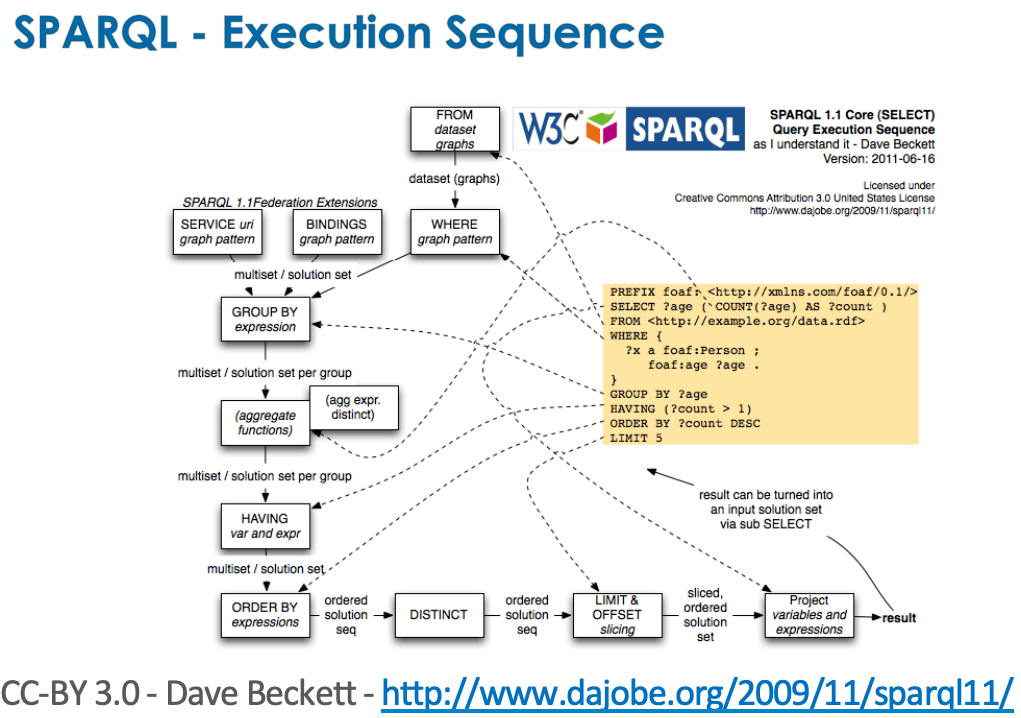 SPARQL - Execution Sequence
FROM
dataset
graphs
W3C
SPARQL
SPARQL 1.1 Core (SELECT)
Query Execution Sequence
as I understand it - Dave Beckett
Version: 2011-06-16
Licensed under
Creative Commons Attribution 3.0 United States License
http://www.dajobe.org/2009/11/sparql11/
dataset (graphs)
SPARQL 1.1Federation Extensions
SERVICE uri
graph pattern
BINDINGS
graph pattern
WHERE
graph pattern
multiset / solution set
GROUP BY
expression
multiset / solution set per group
(aggregate
functions)
(agg expr.
distinct)
multiset / solution set per group
HAVING
var and expr
multiset / solution set
PREFIX foaf: <http://xmlns.com/foaf/0.1/>
SELECT ?age ( COUNT(?age) AS ?count )
FROM <http://example.org/data.rdf>
WHERE {
?x a foaf:Person ;
foaf:age ?age .
}
GROUP BY ?age
HAVING (?count > 1)
ORDER BY ?count DESC
LIMIT 5
result can be turned into
an input solution set
via sub SELECT
ORDER BY
expressions
ordered
solution
seq
DISTINCT
ordered
solution
seq
LIMIT &
OFFSET
slicing
sliced,
ordered
solution
set
Project
variables and
expressions
result
CC-BY 3.0 - Dave Beckett - http://www.dajobe.org/2009/11/sparql11/